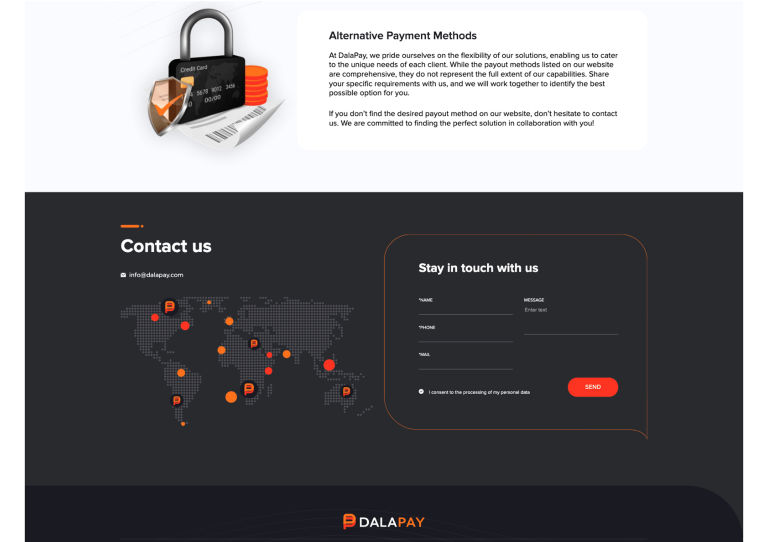 Credit Card
5678 9012 3456
00/00
Alternative Payment Methods
At DalaPay, we pride ourselves on the flexibility of our solutions, enabling us to cater
to the unique needs of each client. While the payout methods listed on our website
are comprehensive, they do not represent the full extent of our capabilities. Share
your specific requirements with us, and we will work together to identify the best
possible option for you.
If you don't find the desired payout method on our website, don't hesitate to contact
us. We are committed to finding the perfect solution in collaboration with you!
Contact us
info@dalapay.com
Stay in touch with us
*NAME
MESSAGE
Enter text
*PHONE
*MAIL
I consent to the processing of my personal data
SEND
DALAPAY